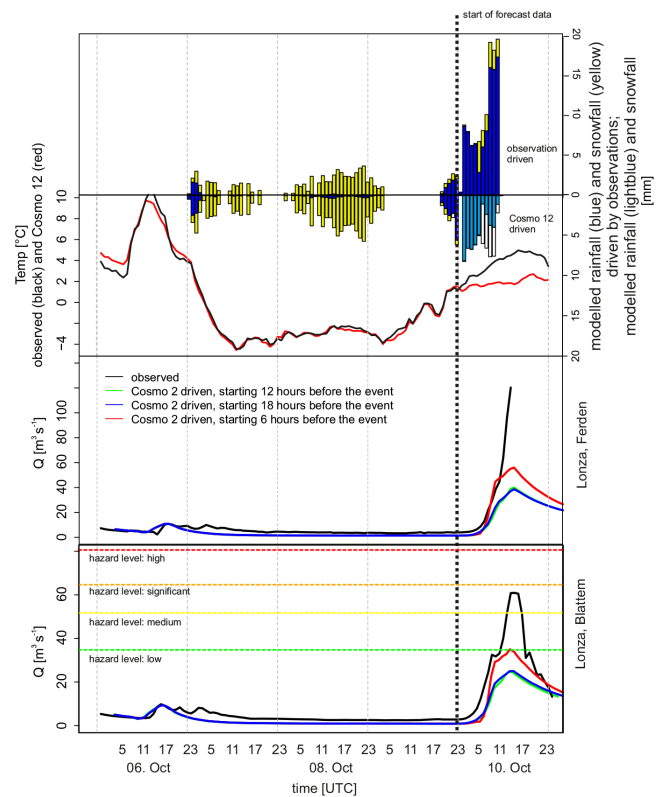 start of forecast data
20
15
10
5
0
5
10
15
20
observation
driven
Cosmo 12
driven
modelled rainfall (blue) and snowfall (yellow)
driven by observations;
modelled rainfall (lightblue) and snowfall
[mm]
Temp [°C]
observed (black) and Cosmo 12 (red)
10
8
6
4
2
0
−4
observed
Cosmo 2 driven, starting 12 hours before the event
Cosmo 2 driven, starting 18 hours before the event
Cosmo 2 driven, starting 6 hours before the event
Q [m³ s⁻¹]
100
80
60
40
20
0
Lonza, Ferden
hazard level: high
hazard level: significant
hazard level: medium
hazard level: low
Q [m³ s⁻¹]
60
40
20
0
Lonza, Blattem
5 11 17 23 5 11 17 23 5 11 17 23 5 11 17 23
06. Oct 08. Oct 10. Oct
time [UTC]